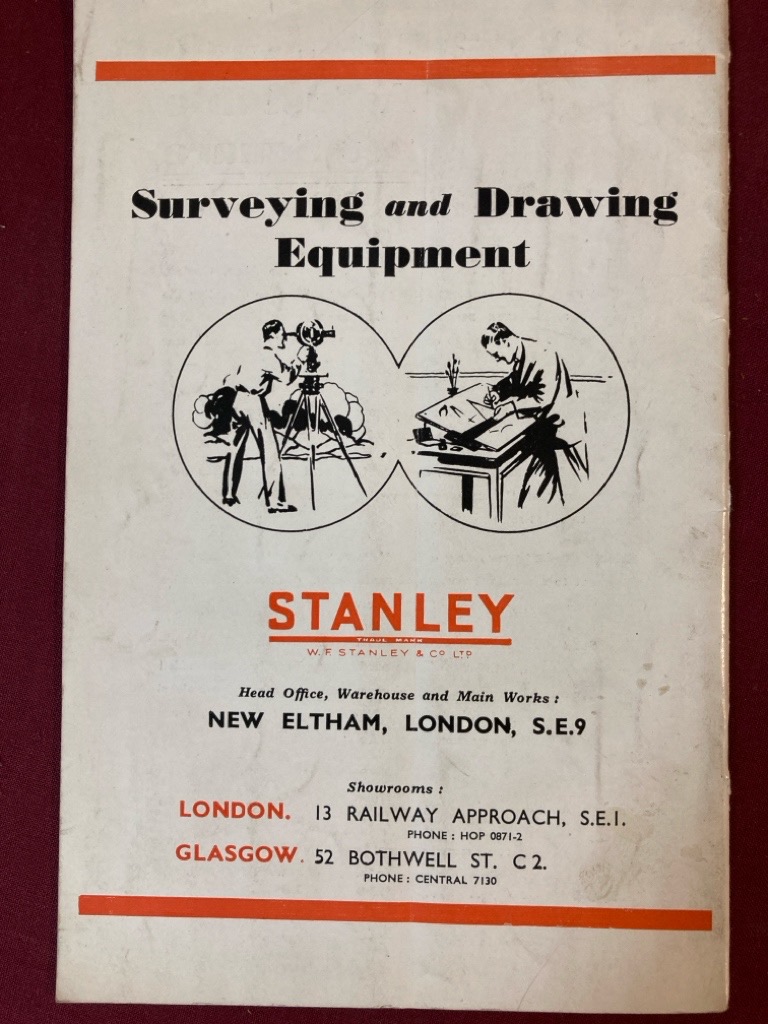 Surveying and Drawing
Equipment
STANLEY
TRADE MARK
W. F. STANLEY & Co LTD
Head Office, Warehouse and Main Works :
NEW ELTHAM, LONDON, S.E.9
Showrooms :
LONDON. 13 RAILWAY APPROACH, S.E.1.
PHONE : HOP 0871-2
GLASGOW. 52 BOTHWELL ST. C 2.
PHONE : CENTRAL 7130